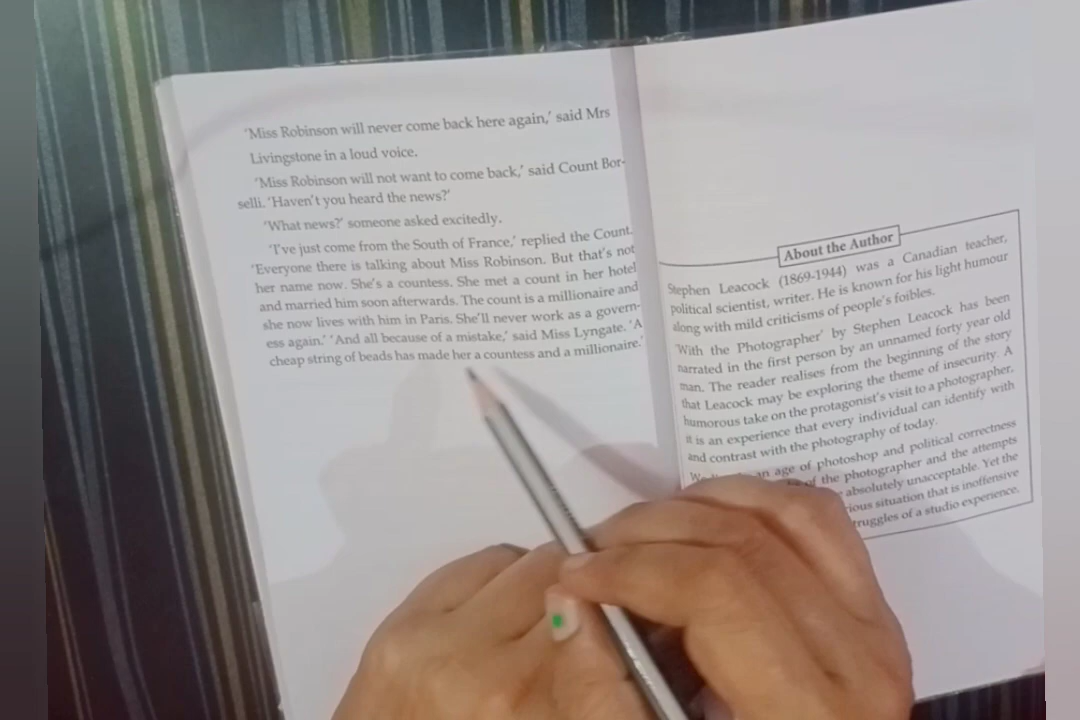 'Miss Robinson will never come back here again,' said Mrs
Livingstone in a loud voice.
'Miss Robinson will not want to come back,' said Count Bor-
selli. 'Haven't you heard the news?'
'What news?' someone asked excitedly.
'I've just come from the South of France,' replied the Count.
'Everyone there is talking about Miss Robinson. But that's not
her name now. She's a countess. She met a count in her hotel
and married him soon afterwards. The count is a millionaire and
she now lives with him in Paris. She'll never work as a govern-
ess again.' 'And all because of a mistake,' said Miss Lyngate. 'A
cheap string of beads has made her a countess and a millionaire.'
About the Author
Stephen Leacock (1869-1944) was a Canadian teacher,
political scientist, writer. He is known for his light humour
along with mild criticisms of people's foibles.
'With the Photographer' by Stephen Leacock has been
narrated in the first person by an unnamed forty year old
man. The reader realises from the beginning of the story
that Leacock may be exploring the theme of insecurity. A
humorous take on the protagonist's visit to a photographer,
it is an experience that every individual can identify with
and contrast with the photography of today.
an age of photoshop and political correctness
of the photographer and the attempts
absolutely unacceptable. Yet the
situation that is inoffensive
struggles of a studio experience.